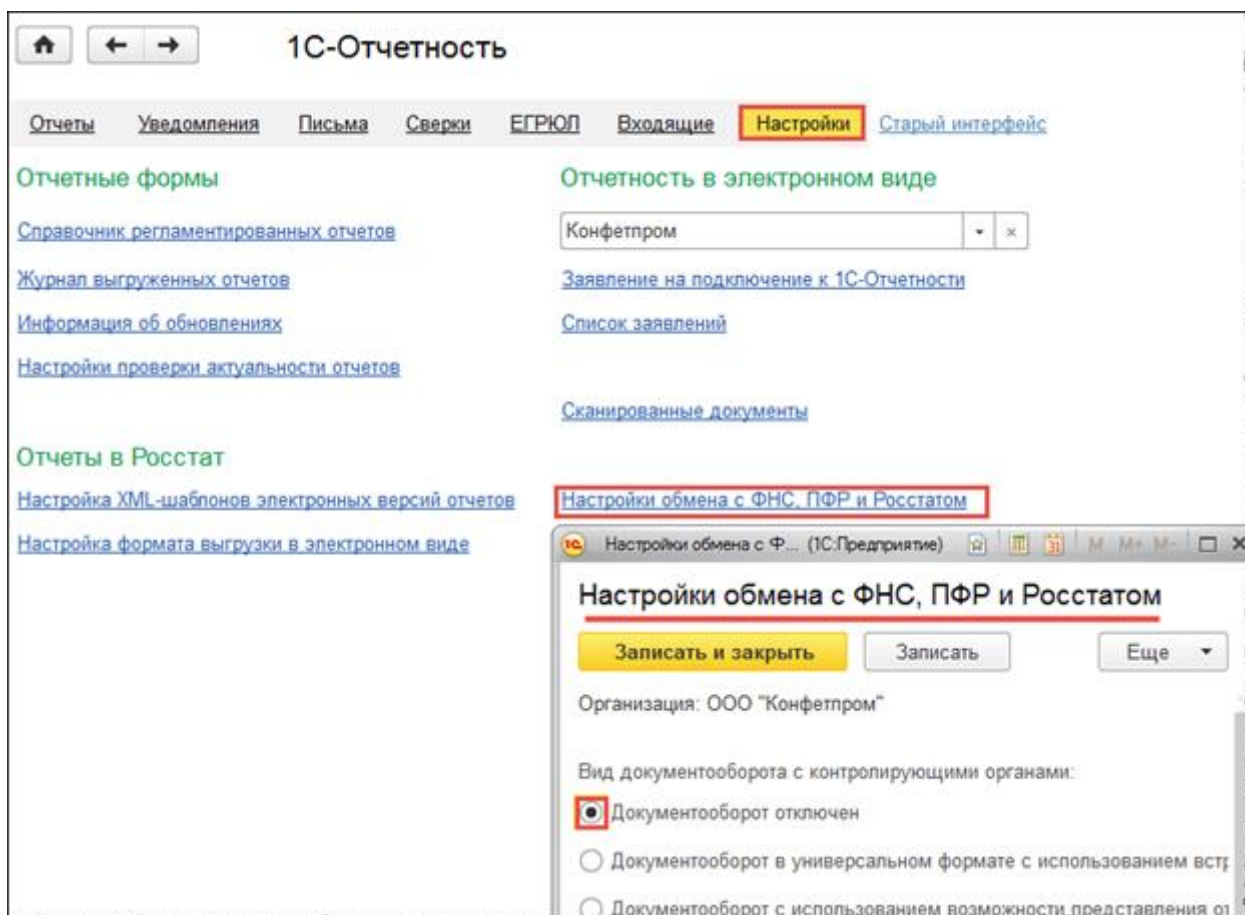 1С-Отчетность
Отчеты Уведомления Письма Сверки ЕГРЮЛ Входящие Настройки Старый интерфейс
Отчетные формы
Справочник регламентированных отчетов
Журнал выгруженных отчетов
Информация об обновлениях
Настройки проверки актуальности отчетов
Отчеты в Росстат
Настройка XML-шаблонов электронных версий отчетов
Настройка формата выгрузки в электронном виде
Отчетность в электронном виде
Конфетпром
Заявление на подключение к 1С-Отчетности
Список заявлений
Сканированные документы
Настройки обмена с ФНС, ПФР и Росстатом
1С Настройки обмена с Ф... (1С:Предприятие) 31 M M+ M-
Настройки обмена с ФНС, ПФР и Росстатом
Записать и закрыть Записать Еще
Организация: ООО "Конфетпром"
Вид документооборота с контролирующими органами:
Документооборот отключен
Документооборот в универсальном формате с использованием вст
Документооборот с использованием возможности представления